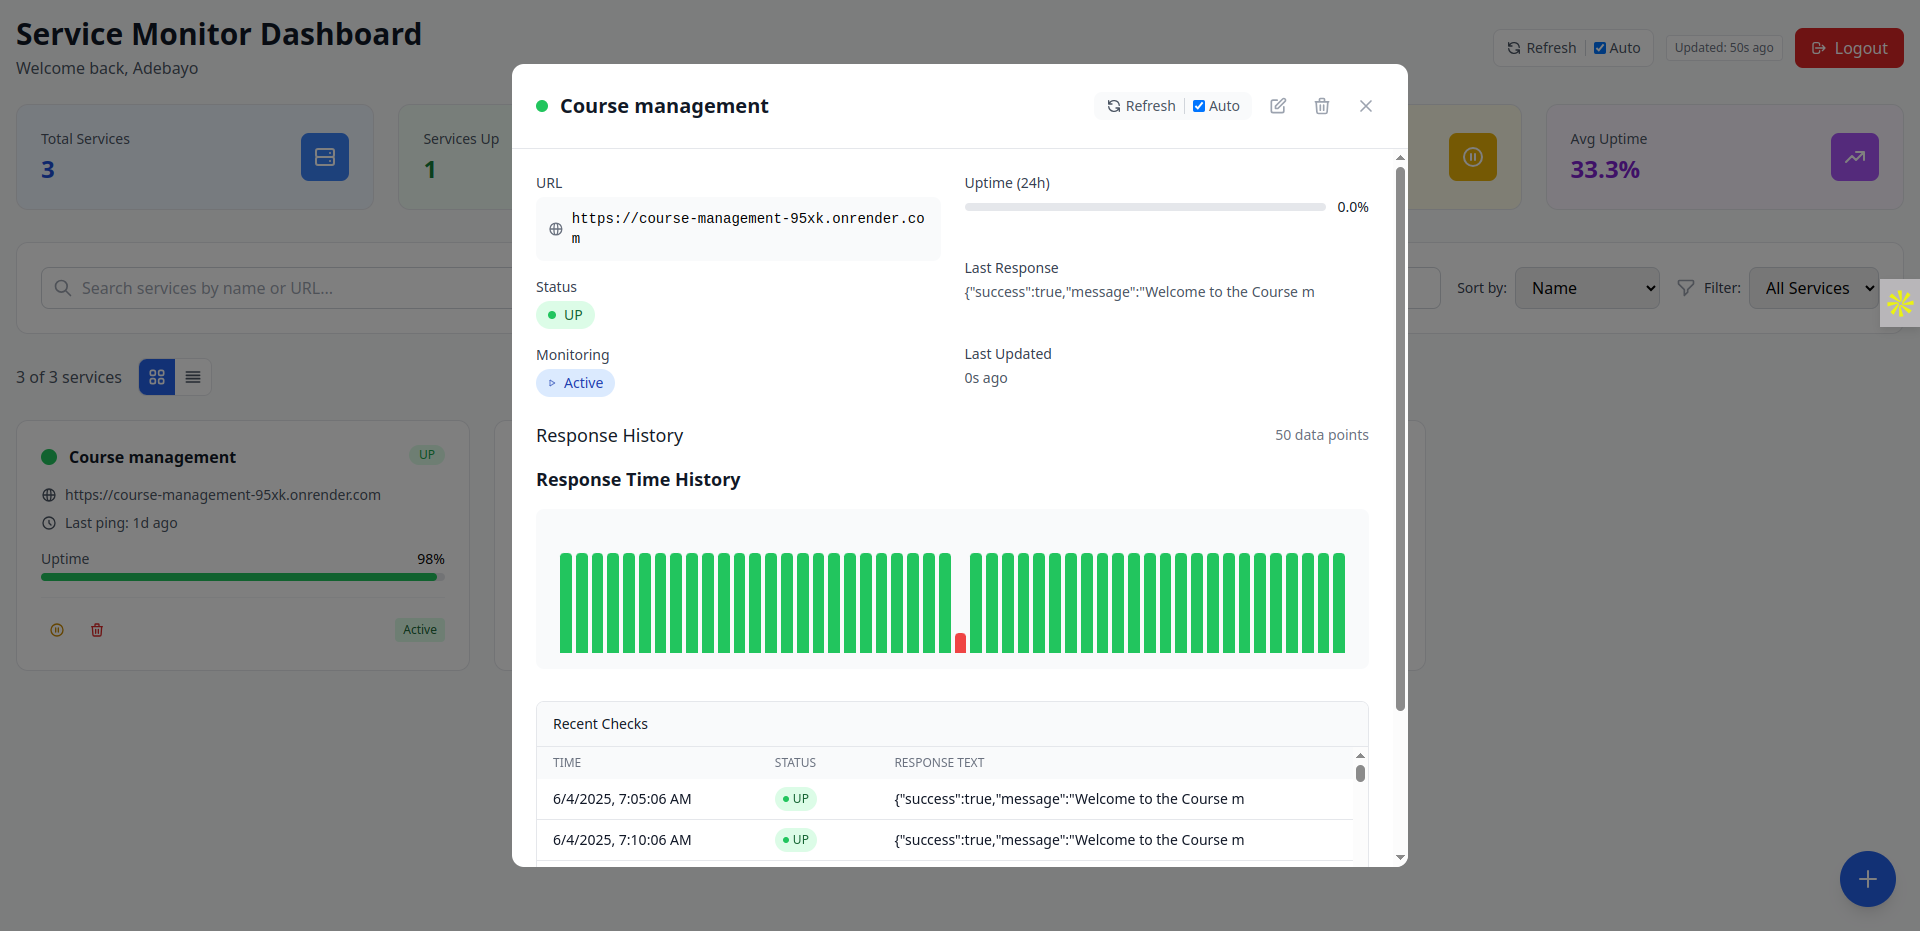 Service Monitor Dashboard
Welcome back, Adebayo
Refresh
Auto
Updated: 50s ago
Logout
Total Services
3
Services Up
1
Avg Uptime
33.3%
Search services by name or URL...
Sort by:
Name
Filter:
All Services
3 of 3 services
Course management
UP
https://course-management-95xk.onrender.com
Last ping: 1d ago
Uptime
98%
Active
Course management
Refresh
Auto
URL
https://course-management-95xk.onrender.co
m
Status
UP
Monitoring
Active
Uptime (24h)
0.0%
Last Response
{"success":true,"message":"Welcome to the Course m
Last Updated
0s ago
Response History
50 data points
Response Time History
Recent Checks
TIME STATUS RESPONSE TEXT
6/4/2025, 7:05:06 AM UP {"success":true,"message":"Welcome to the Course m
6/4/2025, 7:10:06 AM UP {"success":true,"message":"Welcome to the Course m